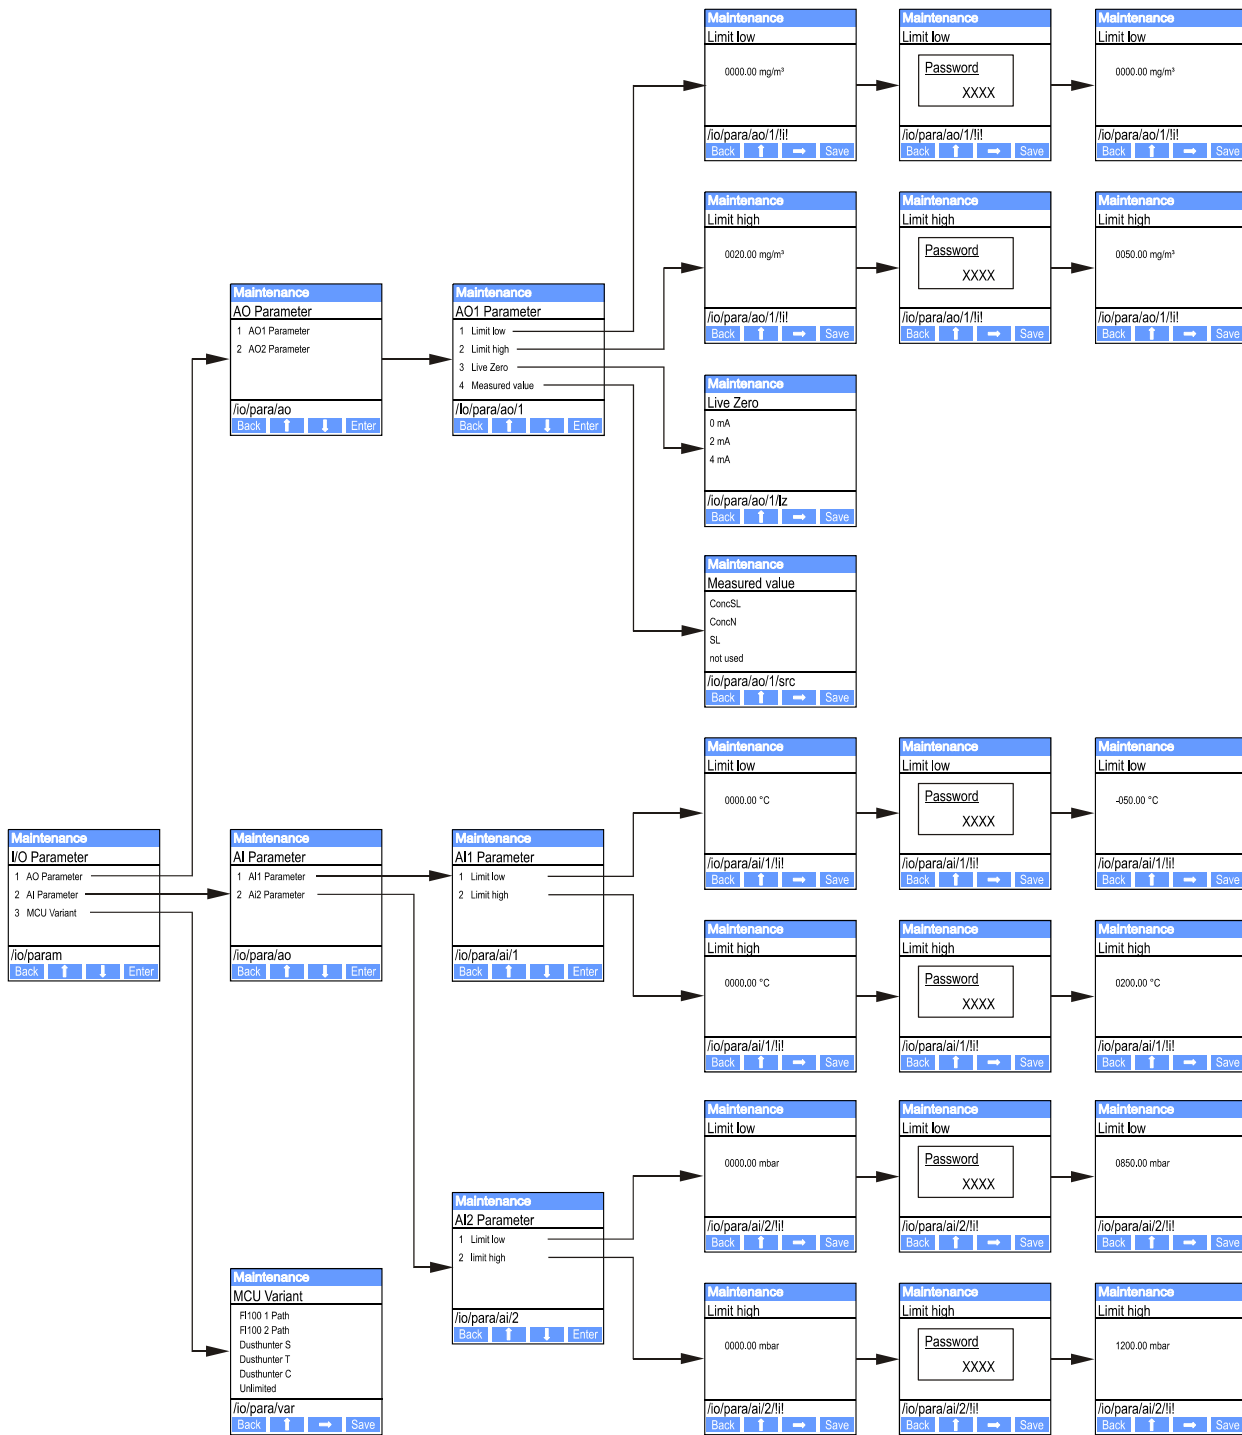 Maintenance
Limit low
0000.00 mg/m³
/io/para/ao/1/!i!
Back Save
Maintenance
Limit low
Password
XXXX
/io/para/ao/1/!i!
Back Save
Maintenance
Limit low
0000.00 mg/m³
/io/para/ao/1/!i!
Back Save
Maintenance
Limit high
0020.00 mg/m³
/io/para/ao/1/!i!
Back Save
Maintenance
Limit high
Password
XXXX
/io/para/ao/1/!i!
Back Save
Maintenance
Limit high
0050.00 mg/m³
/io/para/ao/1/!i!
Back Save
Maintenance
AO Parameter
1 AO1 Parameter
2 AO2 Parameter
/io/para/ao
Back Enter
Maintenance
AO1 Parameter
1 Limit low
2 Limit high
3 Live Zero
4 Measured value
/io/para/ao/1
Back Enter
Maintenance
Live Zero
0 mA
2 mA
4 mA
/io/para/ao/1/lz
Back Save
Maintenance
Measured value
ConcSL
ConcN
SL
not used
/io/para/ao/1/src
Back Save
Maintenance
Limit low
0000.00 °C
/io/para/ai/1/!i!
Back Save
Maintenance
Limit low
Password
XXXX
/io/para/ai/1/!i!
Back Save
Maintenance
Limit low
-050.00 °C
/io/para/ai/1/!i!
Back Save
Maintenance
I/O Parameter
1 AO Parameter
2 AI Parameter
3 MCU Variant
/io/param
Back Enter
Maintenance
AI Parameter
1 AI1 Parameter
2 Ai2 Parameter
/io/para/ao
Back Enter
Maintenance
AI1 Parameter
1 Limit low
2 Limit high
/io/para/ai/1
Back Enter
Maintenance
Limit high
0000.00 °C
/io/para/ai/1/!i!
Back Save
Maintenance
Limit high
Password
XXXX
/io/para/ai/1/!i!
Back Save
Maintenance
Limit high
0200.00 °C
/io/para/ai/1/!i!
Back Save
Maintenance
Limit low
0000.00 mbar
/io/para/ai/2/!i!
Back Save
Maintenance
Limit low
Password
XXXX
/io/para/ai/2/!i!
Back Save
Maintenance
Limit low
0850.00 mbar
/io/para/ai/2/!i!
Back Save
Maintenance
AI2 Parameter
1 Limit low
2 limit high
/io/para/ai/2
Back Enter
Maintenance
MCU Variant
Fl100 1 Path
Fl100 2 Path
Dusthunter S
Dusthunter T
Dusthunter C
Unlimited
/io/para/var
Back Save
Maintenance
Limit high
0000.00 mbar
/io/para/ai/2/!i!
Back Save
Maintenance
Limit high
Password
XXXX
/io/para/ai/2/!i!
Back Save
Maintenance
Limit high
1200.00 mbar
/io/para/ai/2/!i!
Back Save